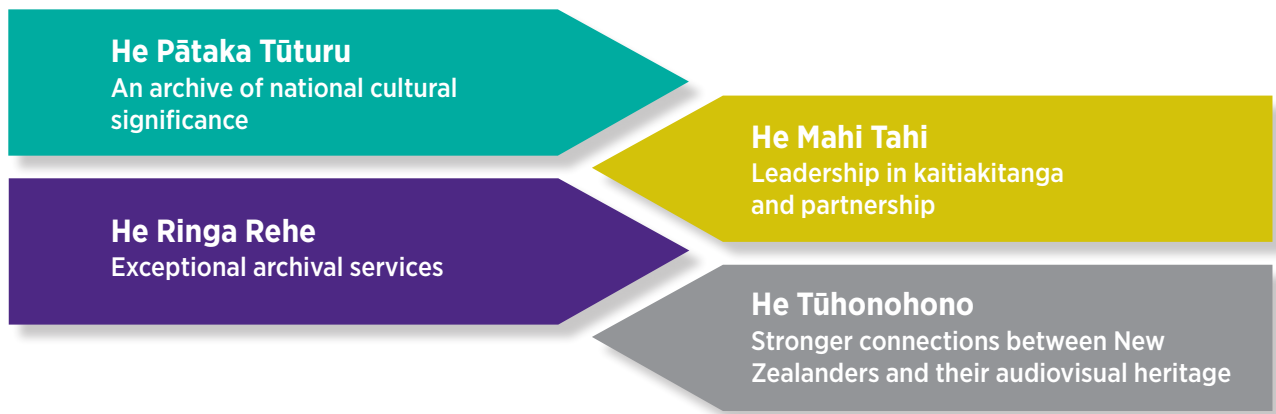 He Pātaka Tūturu
An archive of national cultural
significance
He Mahi Tahi
Leadership in kaitiakitanga
and partnership
He Ringa Rehe
Exceptional archival services
He Tūhonohono
Stronger connections between New
Zealanders and their audiovisual heritage